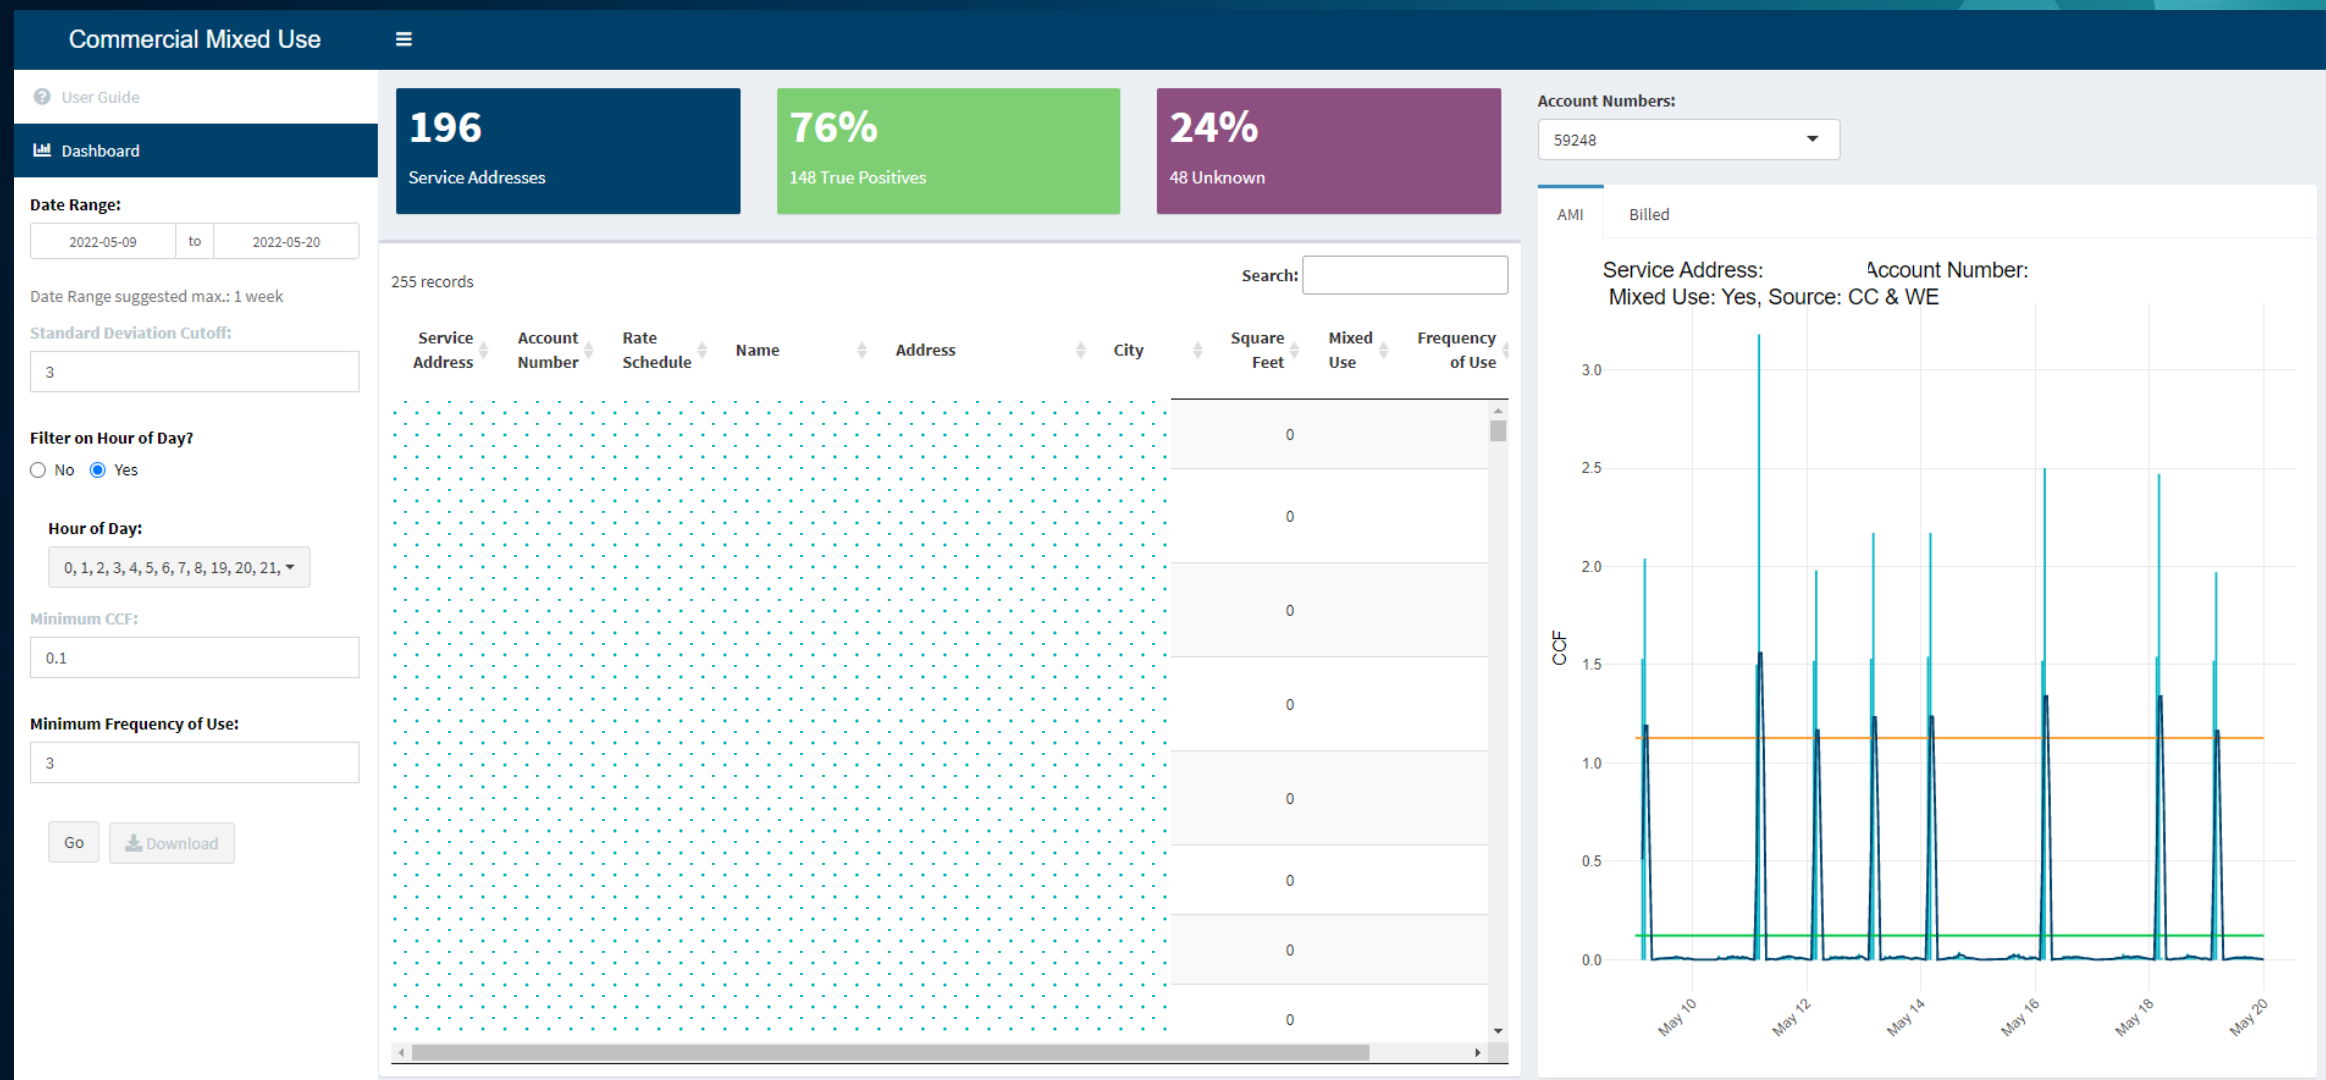 Commercial Mixed Use
User Guide
Dashboard
Date Range:
2022-05-09 to 2022-05-20
Date Range suggested max.: 1 week
Standard Deviation Cutoff:
3
Filter on Hour of Day?
No Yes
Hour of Day:
0, 1, 2, 3, 4, 5, 6, 7, 8, 19, 20, 21,
Minimum CCF:
0.1
Minimum Frequency of Use:
3
Go Download
196
Service Addresses
76%
148 True Positives
24%
48 Unknown
255 records
Search:
Service Address
Account Number
Rate Schedule
Name
Address
City
Square Feet
Mixed Use
Frequency of Use
0
0
0
0
0
0
0
0
Account Numbers:
59248
AMI Billed
Service Address: Account Number:
Mixed Use: Yes, Source: CC & WE
CCF
3.0
2.5
2.0
1.5
1.0
0.5
0.0
May 10
May 12
May 14
May 16
May 18
May 20